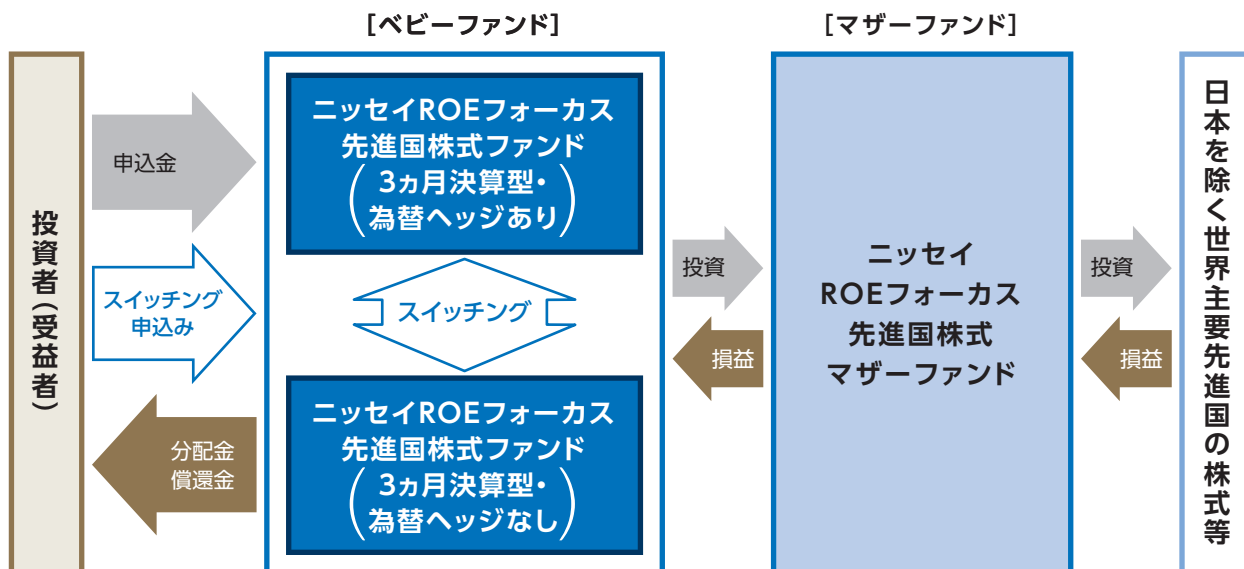 [ベビーファンド]
[マザーファンド]
投資者(受益者)
申込金
スイッチング
申込み
分配金
償還金
ニッセイROEフォーカス
先進国株式ファンド
(3ヵ月決算型・
為替ヘッジあり)
スイッチング
ニッセイROEフォーカス
先進国株式ファンド
(3ヵ月決算型・
為替ヘッジなし)
投資
損益
ニッセイ
ROEフォーカス
先進国株式
マザーファンド
投資
損益
日本を除く世界主要先進国の株式等